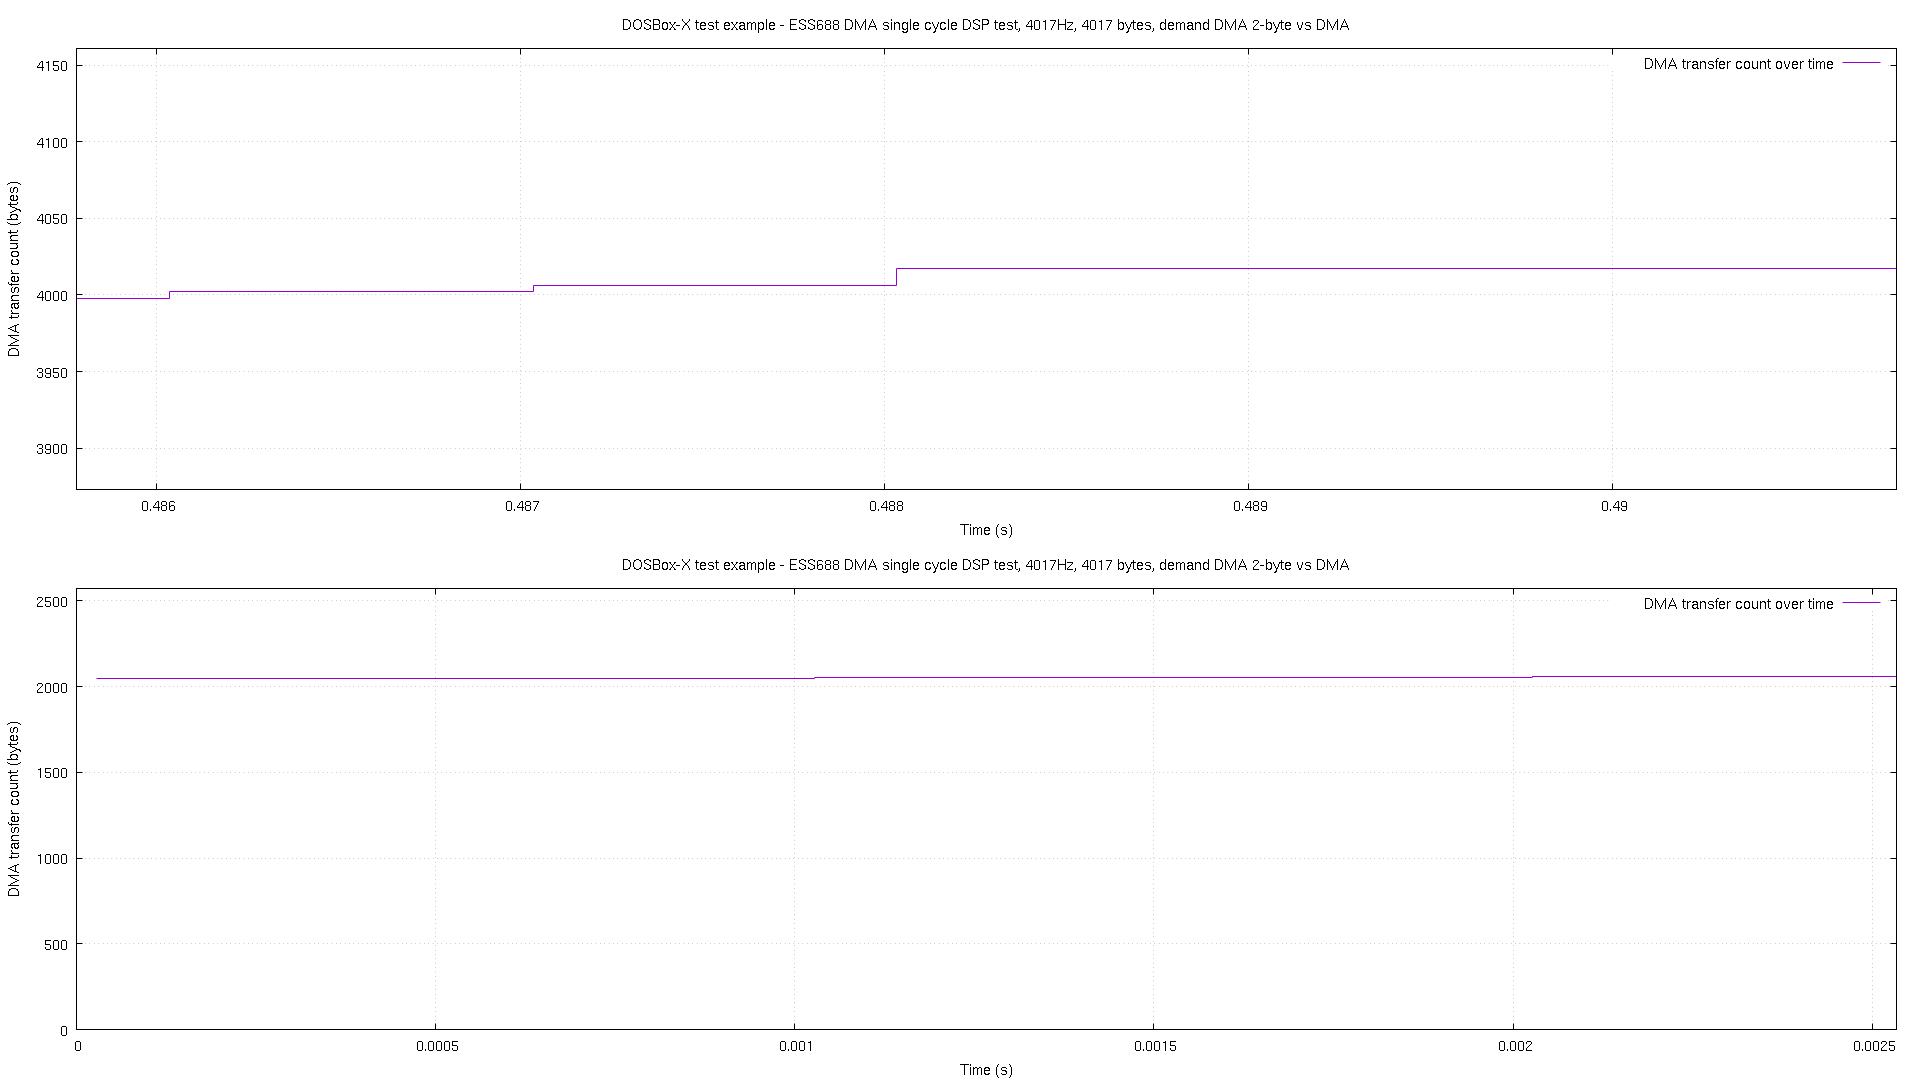 DOSBox-X test example - ESS688 DMA single cycle DSP test, 4017Hz, 4017 bytes, demand DMA 2-byte vs DMA
DMA transfer count over time
DMA transfer count (bytes)
4150
4100
4050
4000
3950
3900
0.486
0.487
0.488
0.489
0.49
Time (s)
DOSBox-X test example - ESS688 DMA single cycle DSP test, 4017Hz, 4017 bytes, demand DMA 2-byte vs DMA
DMA transfer count over time
DMA transfer count (bytes)
2500
2000
1500
1000
500
0
0
0.0005
0.001
0.0015
0.002
0.0025
Time (s)